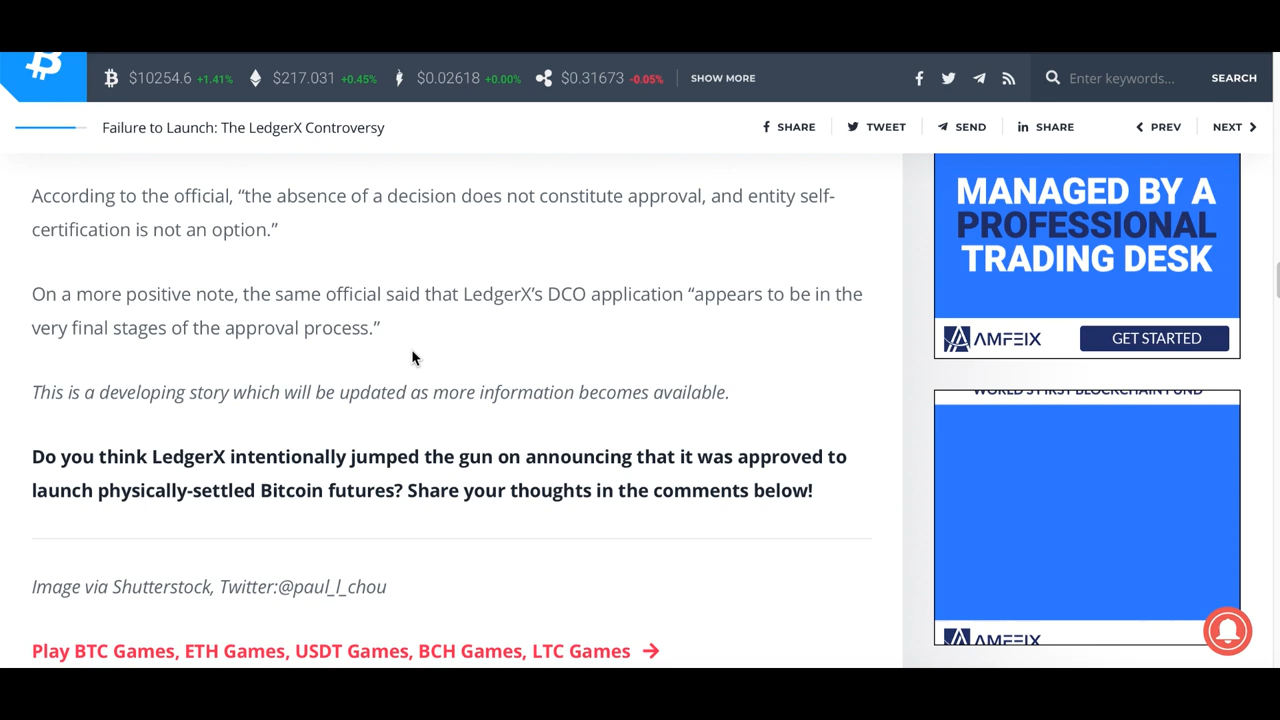 $10254.6 +1.41% $217.031 +0.45% $0.02618 +0.00% $0.31673 -0.05% SHOW MORE Enter keywords... SEARCH
Failure to Launch: The LedgerX Controversy SHARE TWEET SEND SHARE PREV NEXT
According to the official, “the absence of a decision does not constitute approval, and entity self-
certification is not an option.”
On a more positive note, the same official said that LedgerX’s DCO application “appears to be in the
very final stages of the approval process.”
This is a developing story which will be updated as more information becomes available.
Do you think LedgerX intentionally jumped the gun on announcing that it was approved to
launch physically-settled Bitcoin futures? Share your thoughts in the comments below!
Image via Shutterstock, Twitter:@paul_l_chou
Play BTC Games, ETH Games, USDT Games, BCH Games, LTC Games
MANAGED BY A
PROFESSIONAL
TRADING DESK
AMFEIX GET STARTED
WORLD'S FIRST BLOCKCHAIN FUND
AMFEIX